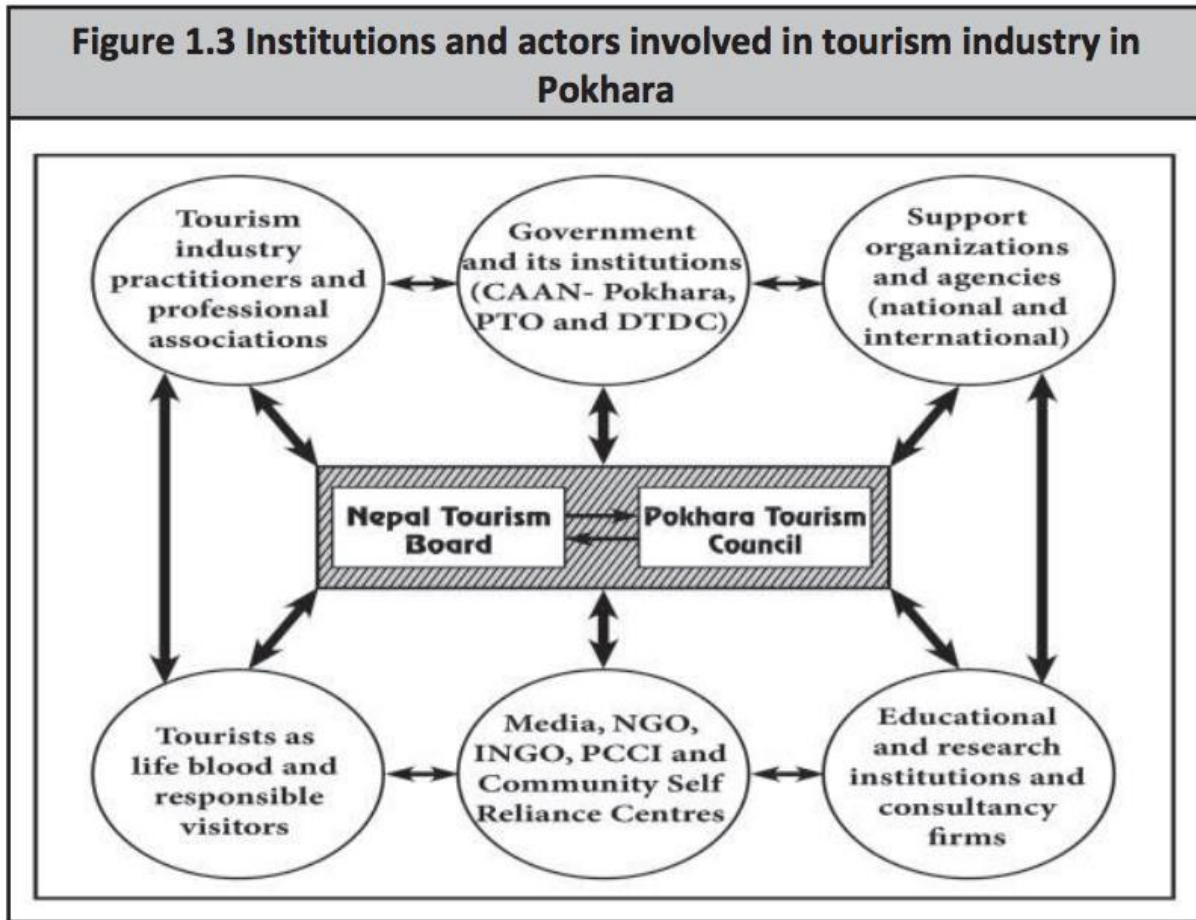 Figure 1.3 Institutions and actors involved in tourism industry in
Pokhara
Tourism
industry
practitioners and
professional
associations
Government
and its institutions
(CAAN- Pokhara,
PTO and DTDC)
Support
organizations
and agencies
(national and
international)
Nepal Tourism
Board
Pokhara Tourism
Council
Tourists as
life blood and
responsible
visitors
Media, NGO,
INGO, PCCI and
Community Self
Reliance Centres
Educational
and research
institutions and
consultancy
firms